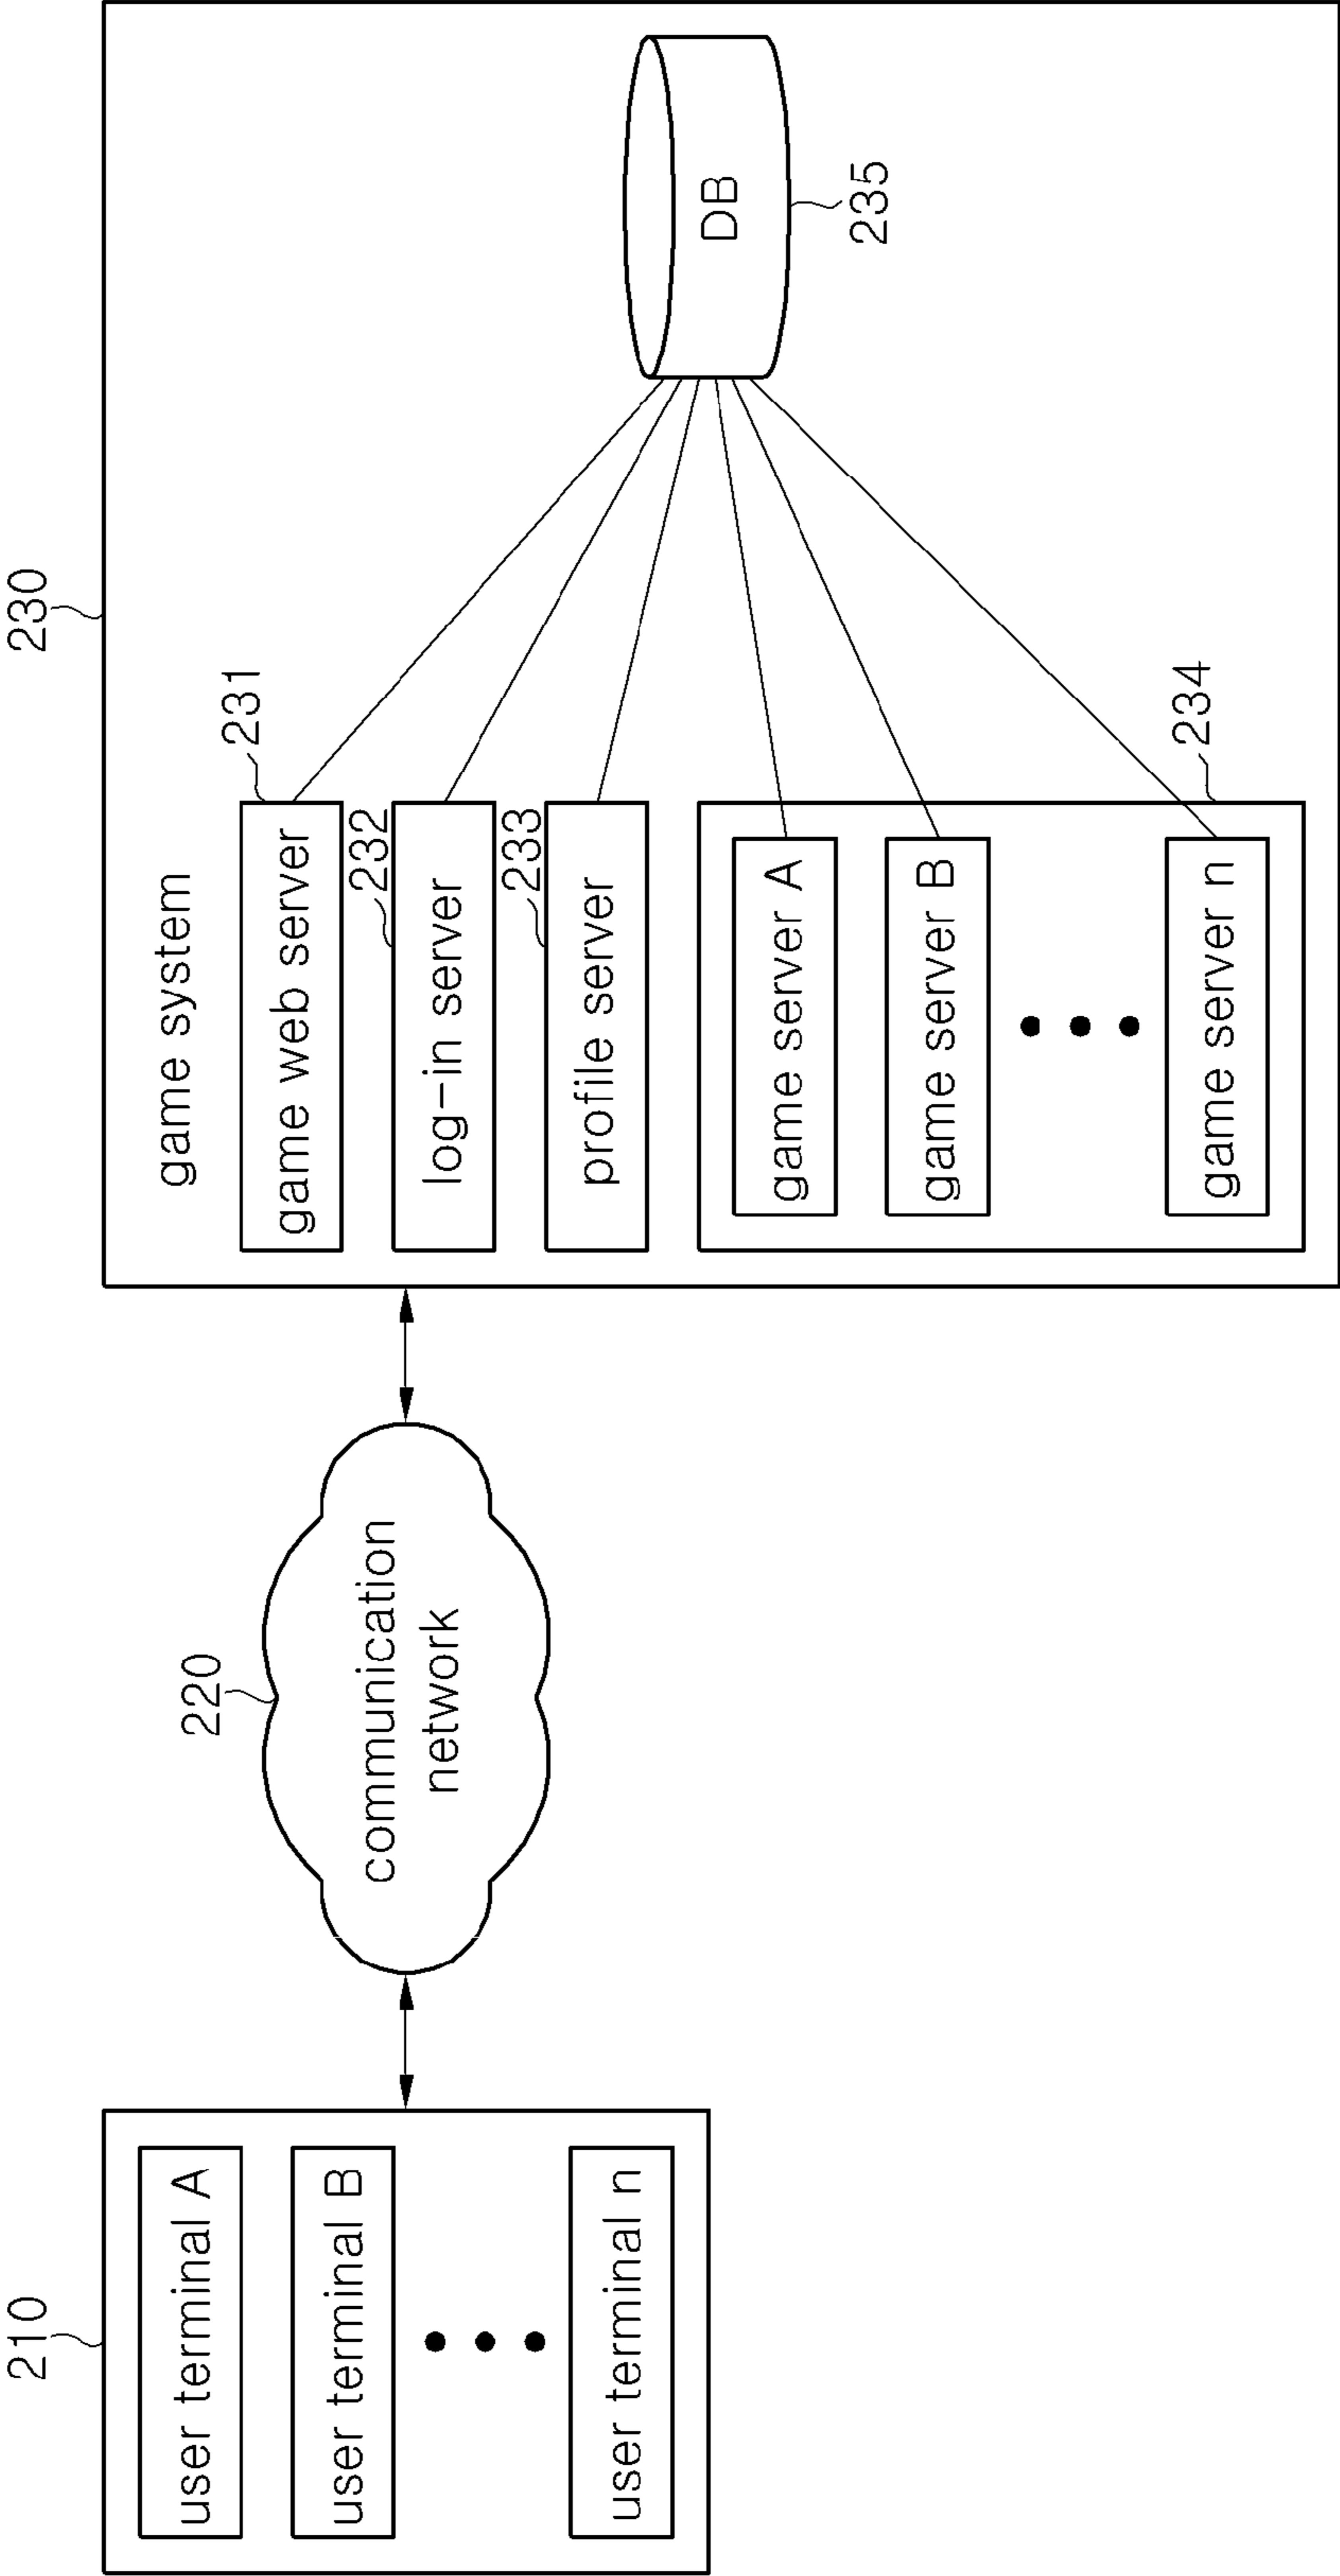 210
user terminal A
user terminal B
user terminal n
220
communication
network
230
game system
231
game web server
232
log-in server
233
profile server
234
game server A
game server B
game server n
DB
235